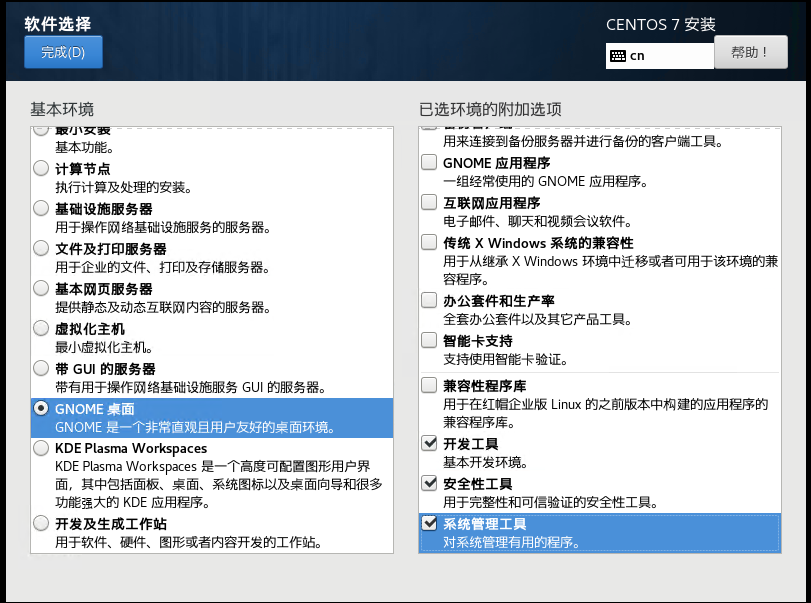 软件选择
完成(D)
CENTOS 7 安装
cn
帮助！
基本环境
最小安装
基本功能。
计算节点
执行计算及处理的安装。
基础设施服务器
用于操作网络基础设施服务的服务器。
文件及打印服务器
用于企业的文件、打印及存储服务器。
基本网页服务器
提供静态及动态互联网内容的服务器。
虚拟化主机
最小虚拟化主机。
带 GUI 的服务器
带有用于操作网络基础设施服务 GUI 的服务器。
GNOME 桌面
GNOME 是一个非常直观且用户友好的桌面环境。
KDE Plasma Workspaces
KDE Plasma Workspaces 是一个高度可配置图形用户界
面，其中包括面板、桌面、系统图标以及桌面向导和很多
功能强大的 KDE 应用程序。
开发及生成工作站
用于软件、硬件、图形或者内容开发的工作站。
已选环境的附加选项
备份客户端
用来连接到备份服务器并进行备份的客户端工具。
GNOME 应用程序
一组经常使用的 GNOME 应用程序。
互联网应用程序
电子邮件、聊天和视频会议软件。
传统 X Windows 系统的兼容性
用于从继承 X Windows 环境中迁移或者可用于该环境的兼
容程序。
办公套件和生产率
全套办公套件以及其它产品工具。
智能卡支持
支持使用智能卡验证。
兼容性程序库
用于在红帽企业版 Linux 的之前版本中构建的应用程序的
兼容程序库。
开发工具
基本开发环境。
安全性工具
用于完整性和可信验证的安全性工具。
系统管理工具
对系统管理有用的程序。